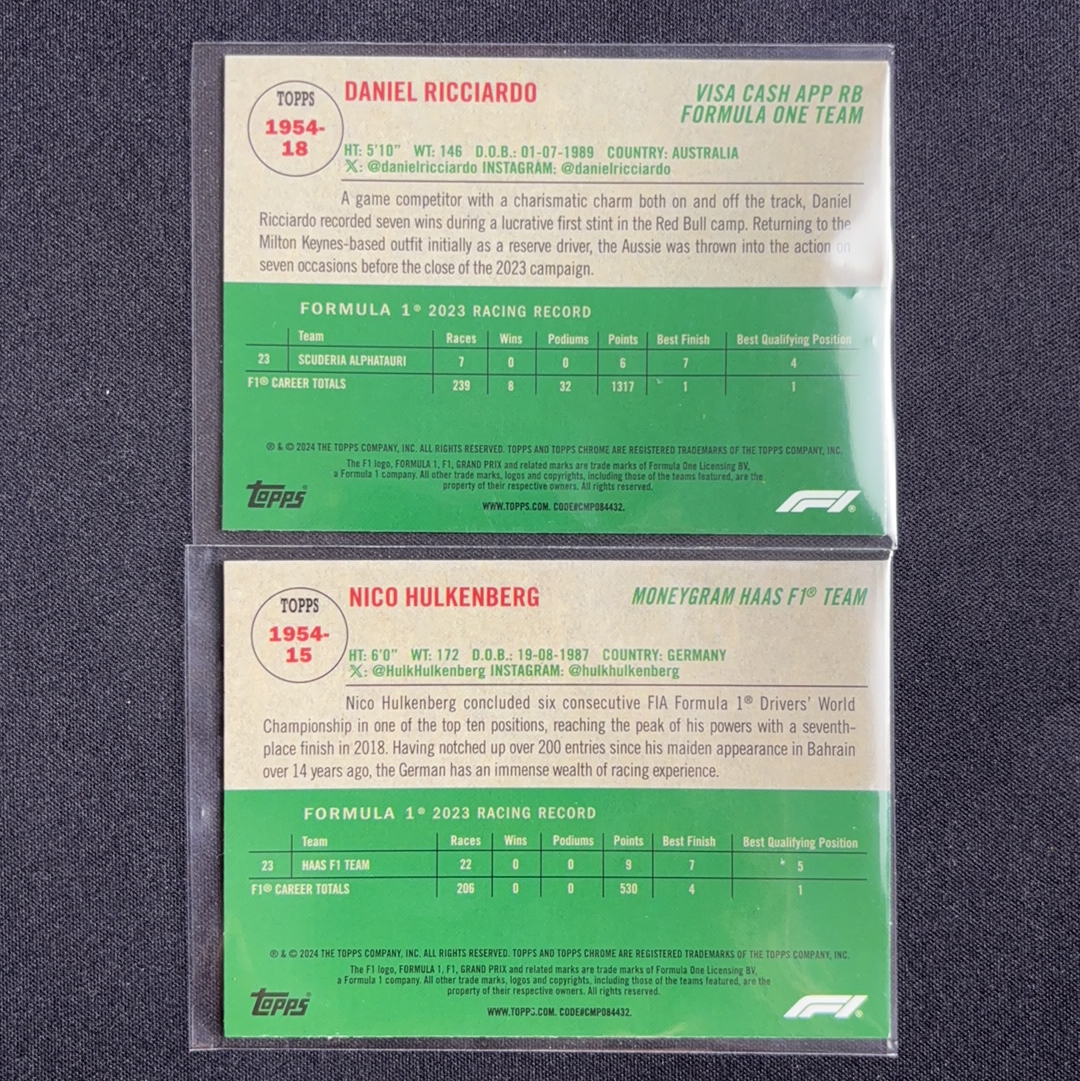 TOPPS
1954-
18
DANIEL RICCIARDO
VISA CASH APP RB
FORMULA ONE TEAM
HT: 5'10" WT: 146 D.O.B.: 01-07-1989 COUNTRY: AUSTRALIA
X: @danielricciardo INSTAGRAM: @danielricciardo
A game competitor with a charismatic charm both on and off the track, Daniel
Ricciardo recorded seven wins during a lucrative first stint in the Red Bull camp. Returning to the
Milton Keynes-based outfit initially as a reserve driver, the Aussie was thrown into the action on
seven occasions before the close of the 2023 campaign.
FORMULA 1® 2023 RACING RECORD
Team Races Wins Podiums Points Best Finish Best Qualifying Position
23 SCUDERIA ALPHATAURI 7 0 0 6 7 4
F1® CAREER TOTALS 239 8 32 1317 1 1
® & © 2024 THE TOPPS COMPANY, INC. ALL RIGHTS RESERVED. TOPPS AND TOPPS CHROME ARE REGISTERED TRADEMARKS OF THE TOPPS COMPANY, INC.
The F1 logo, FORMULA 1, F1, GRAND PRIX and related marks are trade marks of Formula One Licensing BV,
a Formula 1 company. All other trade marks, logos and copyrights, including those of the teams featured, are the
property of their respective owners. All rights reserved.
topps®
WWW.TOPPS.COM. CODE#CMP084432.
F1®
TOPPS
1954-
15
NICO HULKENBERG
MONEYGRAM HAAS F1® TEAM
HT: 6'0" WT: 172 D.O.B.: 19-08-1987 COUNTRY: GERMANY
X: @HulkHulkenberg INSTAGRAM: @hulkhulkenberg
Nico Hulkenberg concluded six consecutive FIA Formula 1® Drivers' World
Championship in one of the top ten positions, reaching the peak of his powers with a seventh-
place finish in 2018. Having notched up over 200 entries since his maiden appearance in Bahrain
over 14 years ago, the German has an immense wealth of racing experience.
FORMULA 1® 2023 RACING RECORD
Team Races Wins Podiums Points Best Finish Best Qualifying Position
23 HAAS F1 TEAM 22 0 0 9 7 5
F1® CAREER TOTALS 206 0 0 530 4 1
® & © 2024 THE TOPPS COMPANY, INC. ALL RIGHTS RESERVED. TOPPS AND TOPPS CHROME ARE REGISTERED TRADEMARKS OF THE TOPPS COMPANY, INC.
The F1 logo, FORMULA 1, F1, GRAND PRIX and related marks are trade marks of Formula One Licensing BV,
a Formula 1 company. All other trade marks, logos and copyrights, including those of the teams featured, are the
property of their respective owners. All rights reserved.
topps®
WWW.TOPPS.COM. CODE#CMP084432.
F1®